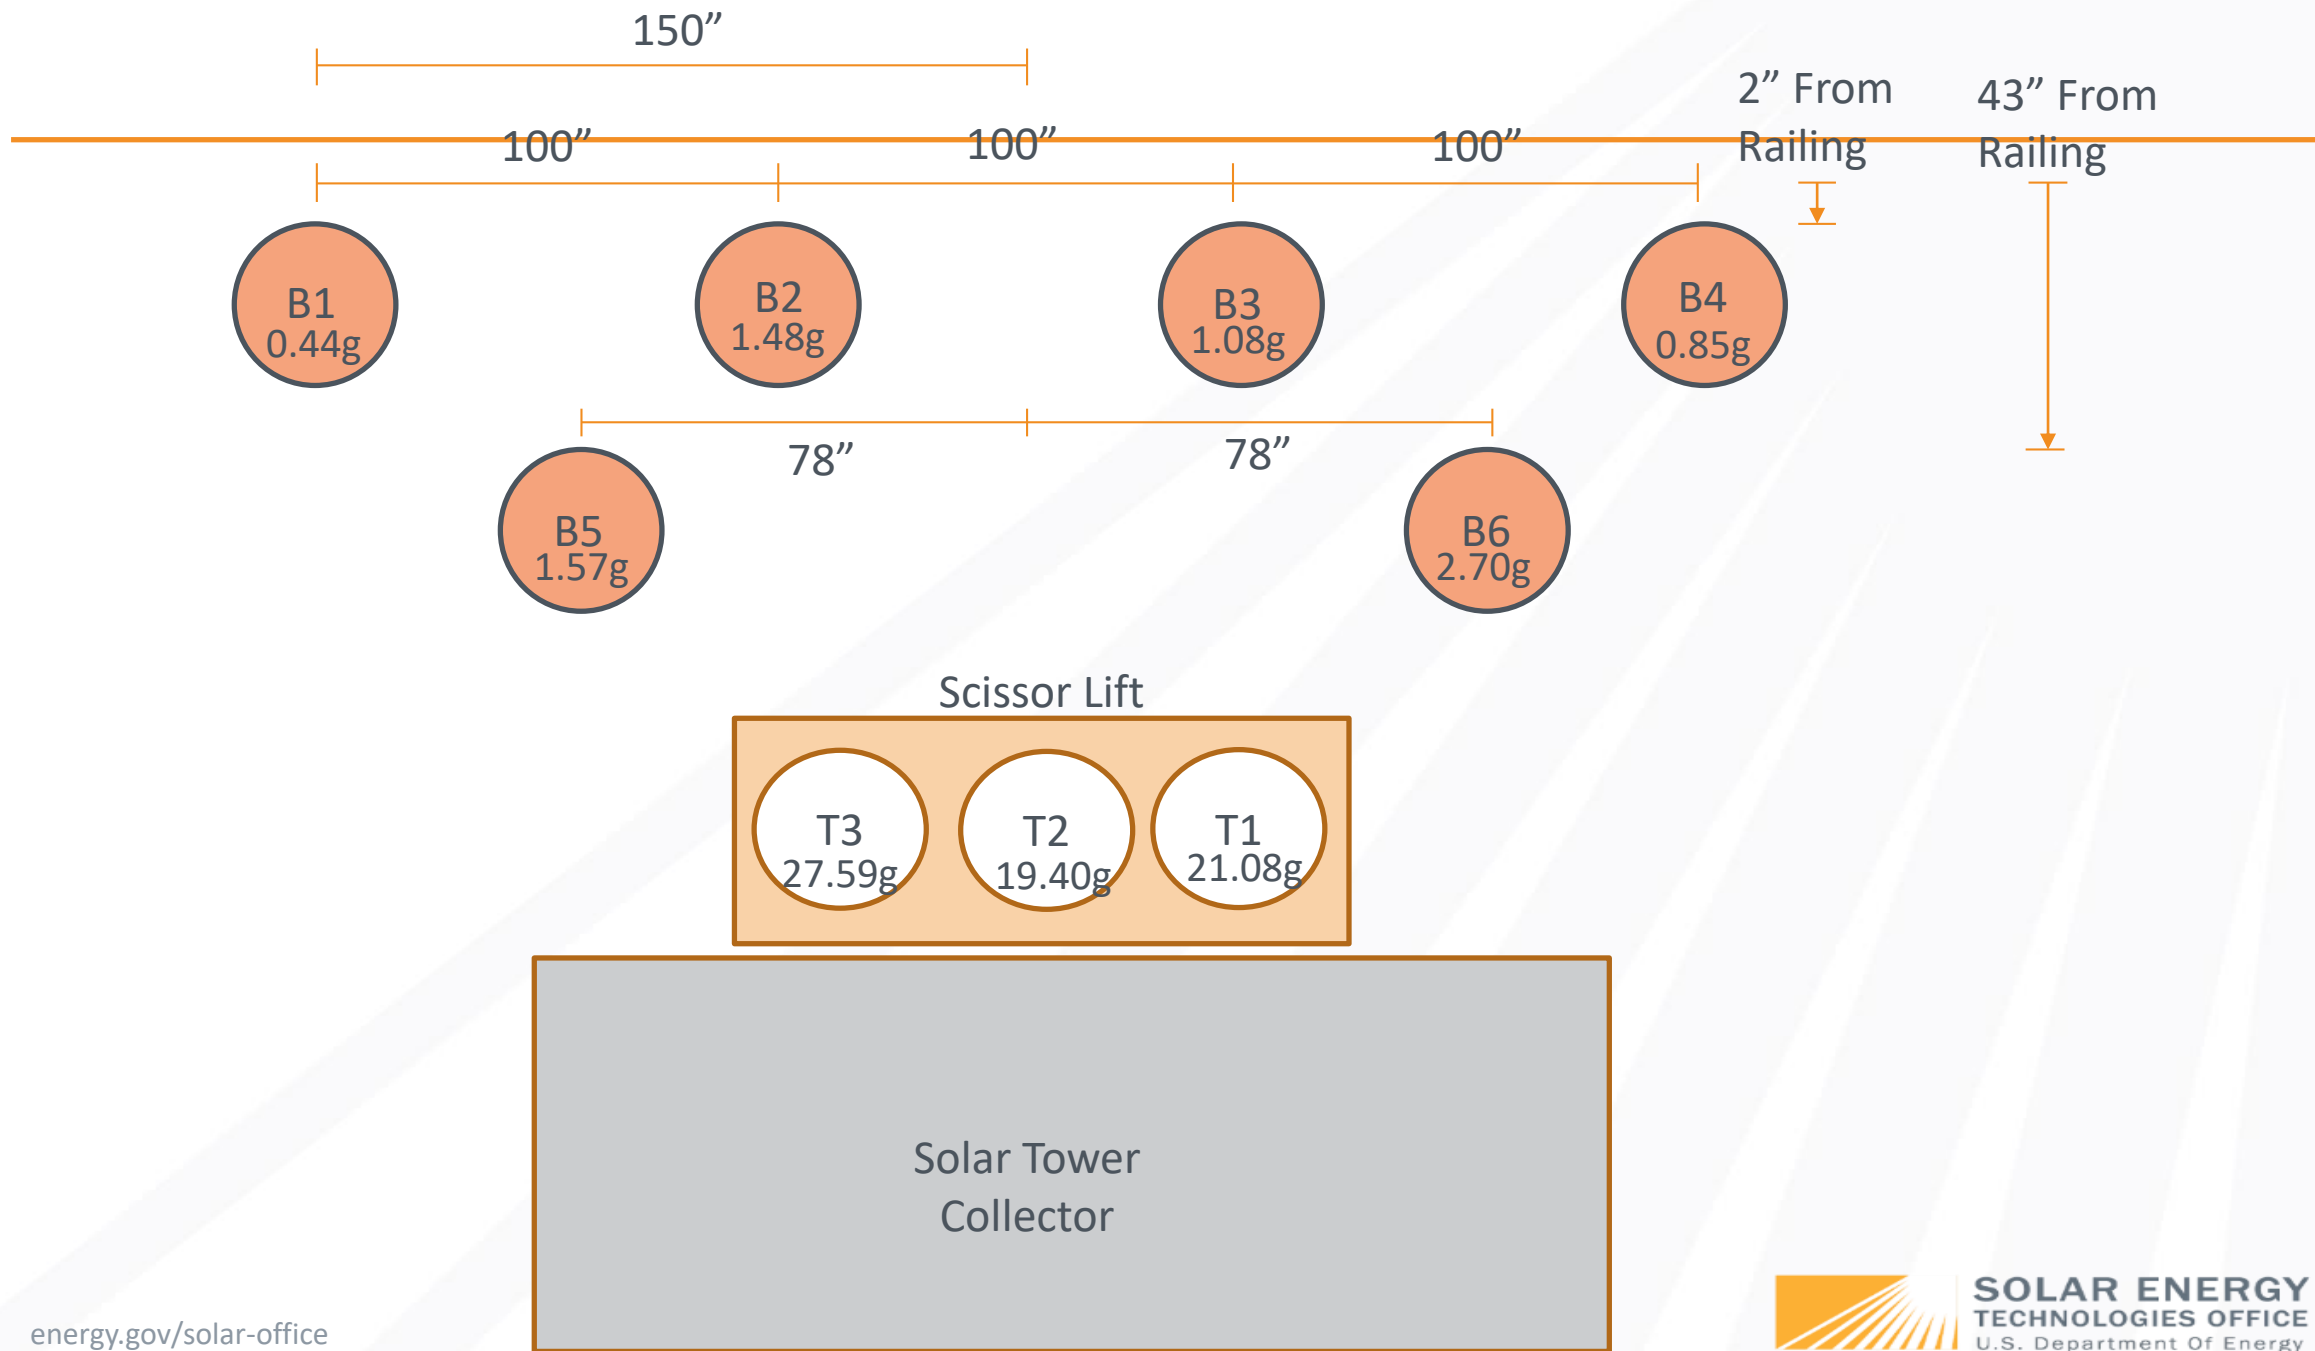 150”
2” From
Railing
43” From
Railing
100”
100”
100”
B1
0.44g
B2
1.48g
B3
1.08g
B4
0.85g
78”
78”
B5
1.57g
B6
2.70g
Scissor Lift
T3
27.59g
T2
19.40g
T1
21.08g
Solar Tower
Collector
energy.gov/solar-office
SOLAR ENERGY
TECHNOLOGIES OFFICE
U.S. Department Of Energy